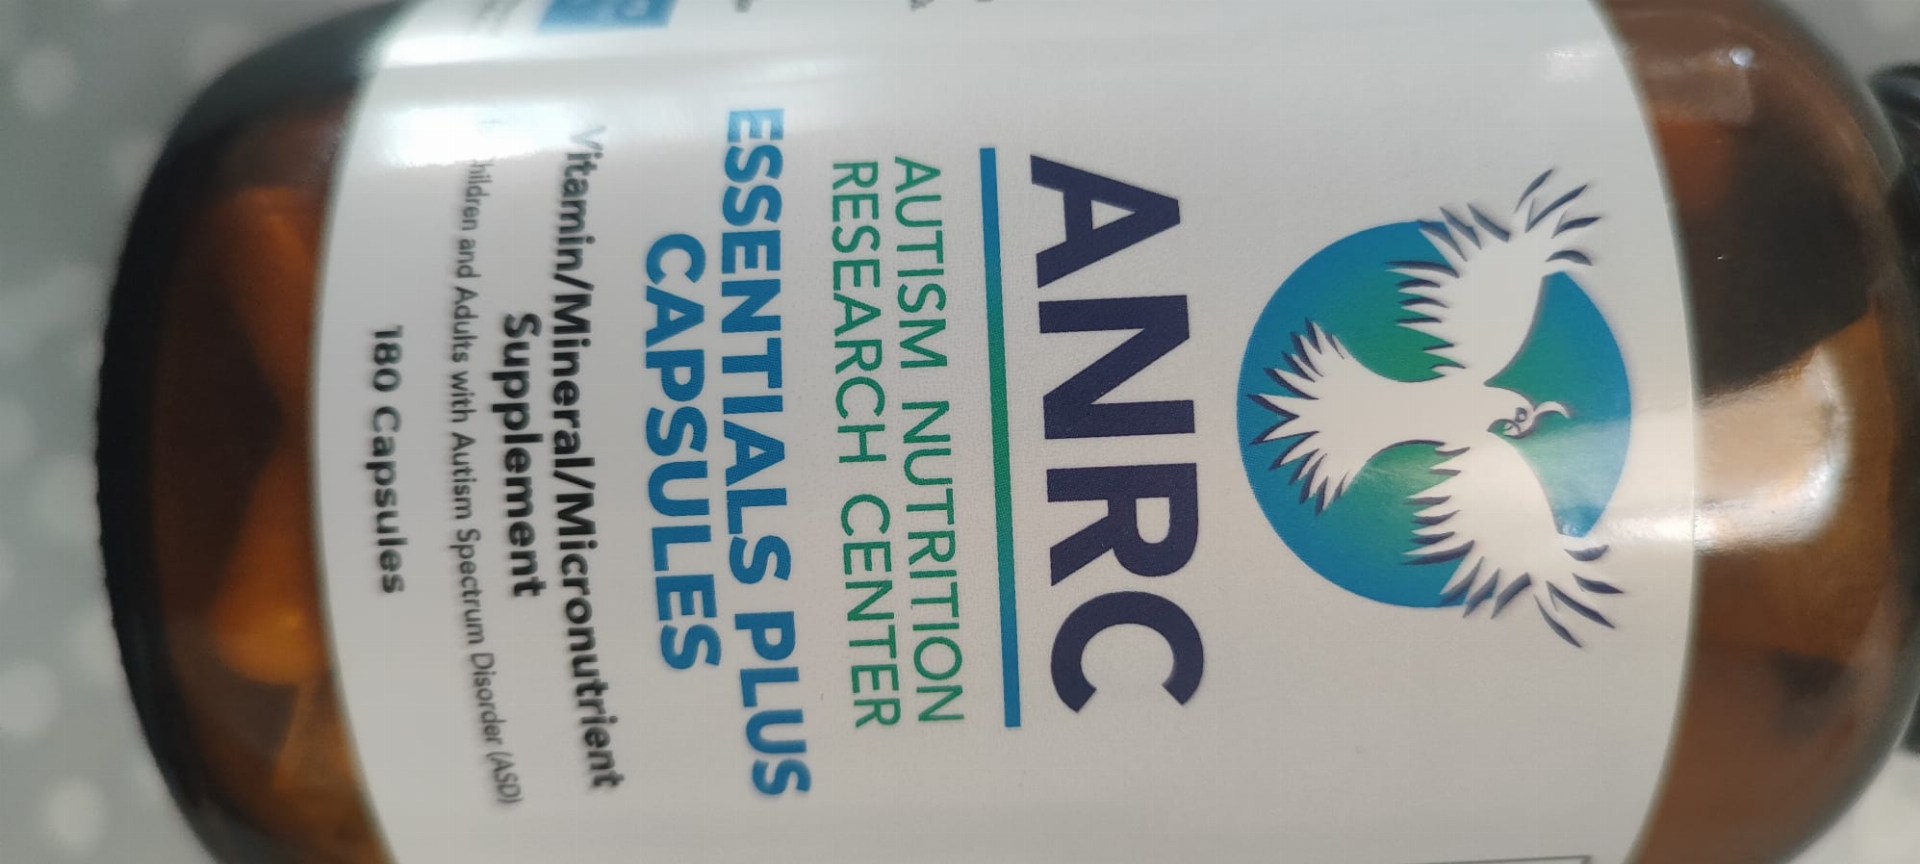 ANRC
AUTISM NUTRITION
RESEARCH CENTER
ESSENTIALS PLUS
CAPSULES
Vitamin/Mineral/Micronutrient
Supplement
Children and Adults with Autism Spectrum Disorder (ASD)
180 Capsules